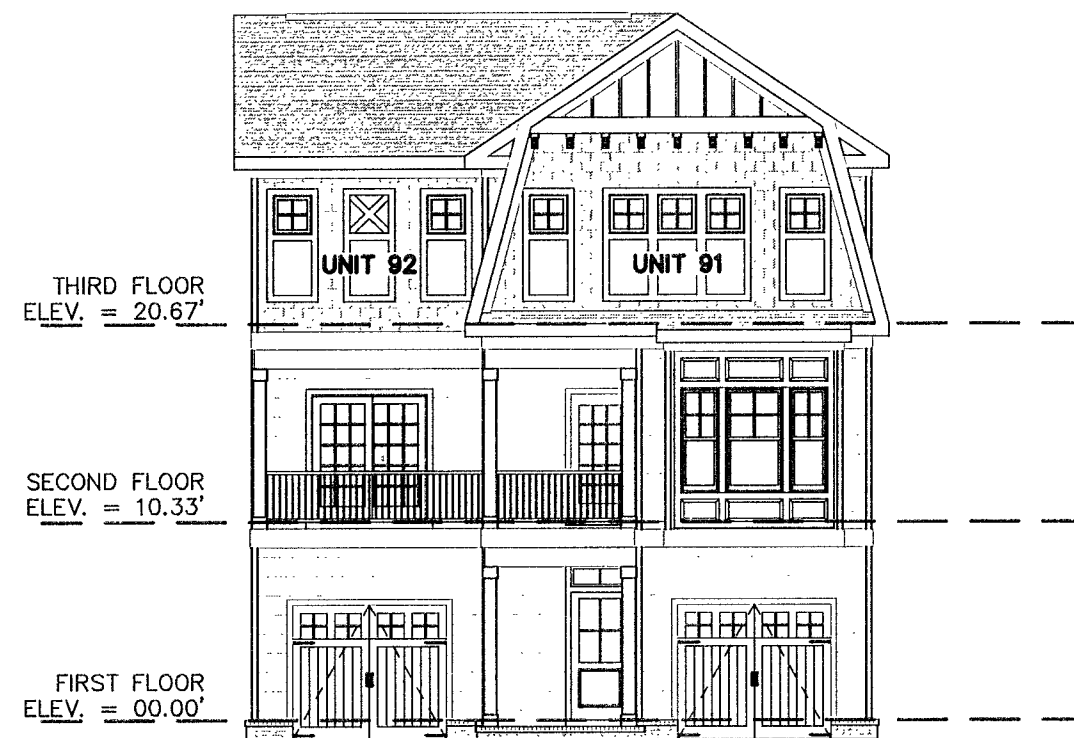 UNIT 92
UNIT 91
THIRD FLOOR
ELEV. = 20.67'
SECOND FLOOR
ELEV. = 10.33'
FIRST FLOOR
ELEV. = 00.00'